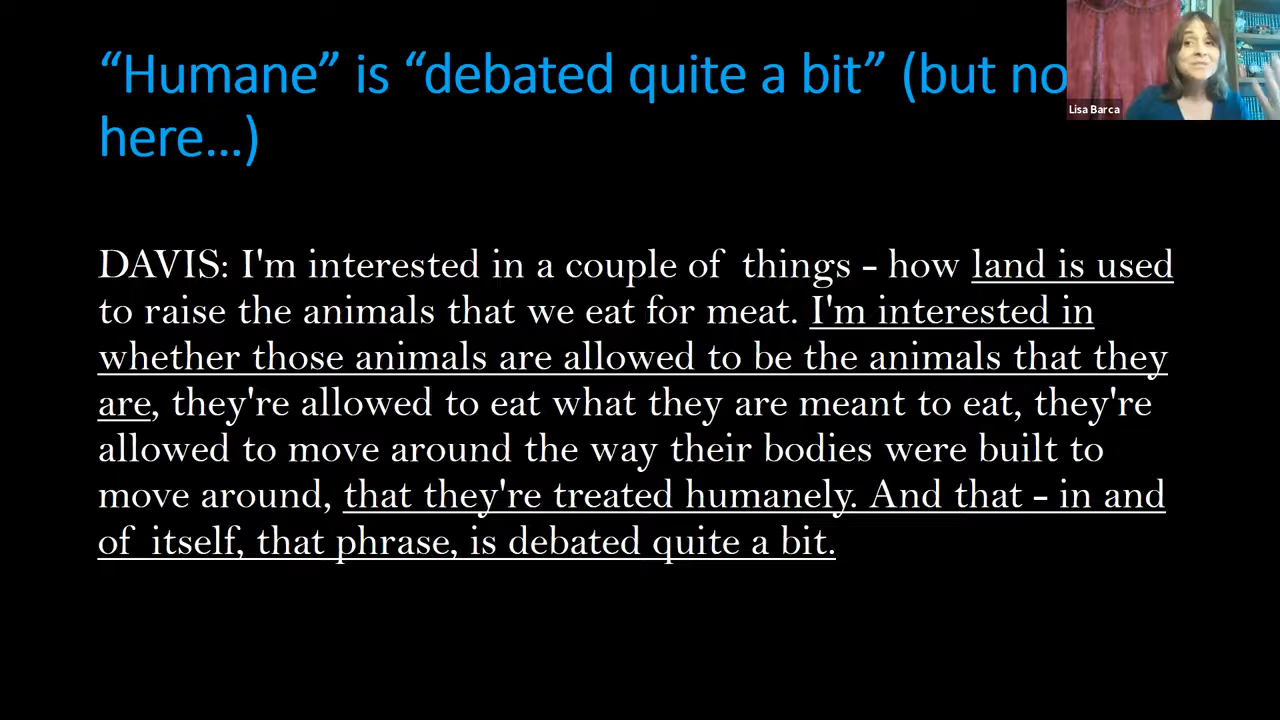 “Humane” is “debated quite a bit” (but no
here…)
Lisa Barca
DAVIS: I'm interested in a couple of things - how land is used
to raise the animals that we eat for meat. I'm interested in
whether those animals are allowed to be the animals that they
are, they're allowed to eat what they are meant to eat, they're
allowed to move around the way their bodies were built to
move around, that they're treated humanely. And that - in and
of itself, that phrase, is debated quite a bit.